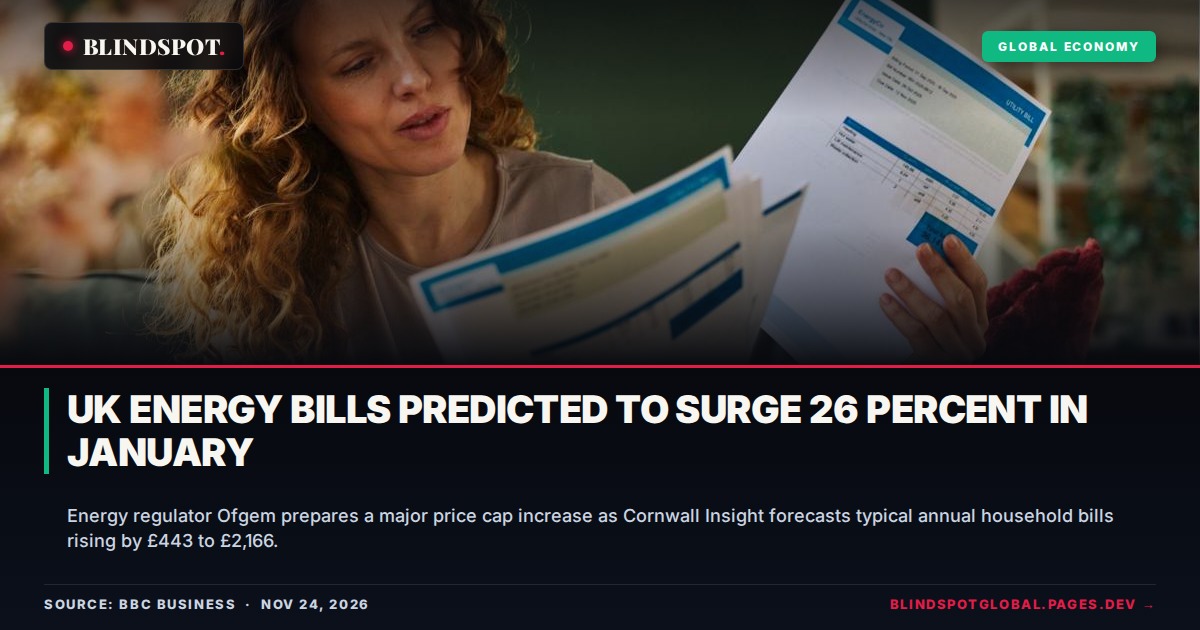 BLINDSPOT.
GLOBAL ECONOMY
UTILITY BILL
UK ENERGY BILLS PREDICTED TO SURGE 26 PERCENT IN
JANUARY
Energy regulator Ofgem prepares a major price cap increase as Cornwall Insight forecasts typical annual household bills
rising by £443 to £2,166.
SOURCE: BBC BUSINESS · NOV 24, 2026
BLINDSPOTGLOBAL.PAGES.DEV →